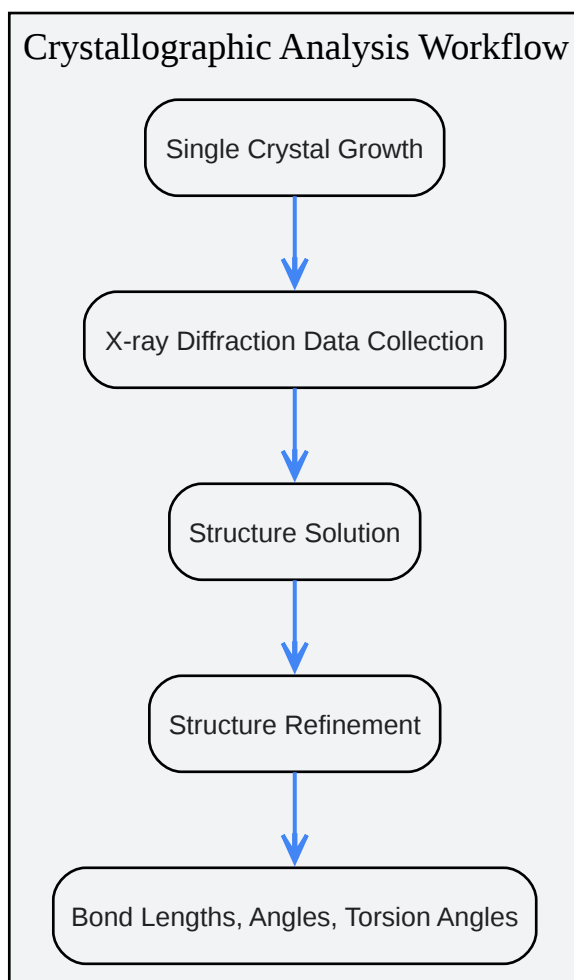 Crystallographic Analysis Workflow
Single Crystal Growth
X-ray Diffraction Data Collection
Structure Solution
Structure Refinement
Bond Lengths, Angles, Torsion Angles